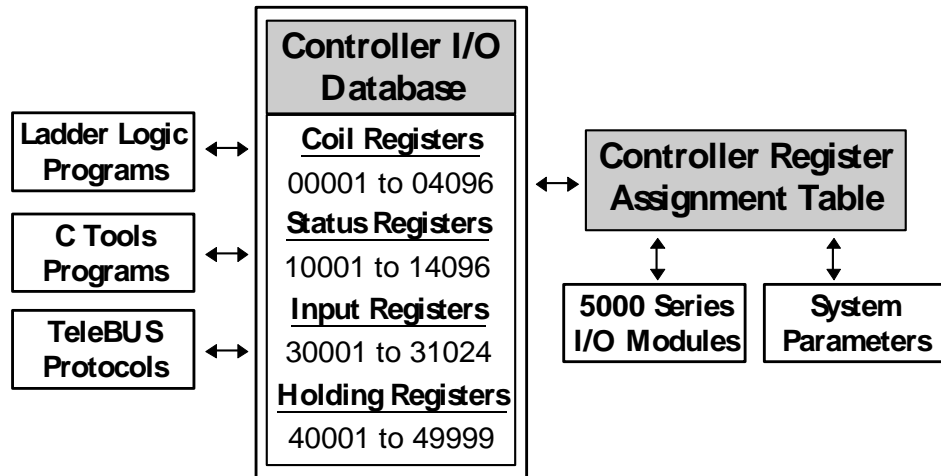 Controller I/O
Database
Coil Registers
00001 to 04096
Status Registers
10001 to 14096
Input Registers
30001 to 31024
Holding Registers
40001 to 49999
Ladder Logic
Programs
C Tools
Programs
TeleBUS
Protocols
Controller Register
Assignment Table
5000 Series
I/O Modules
System
Parameters